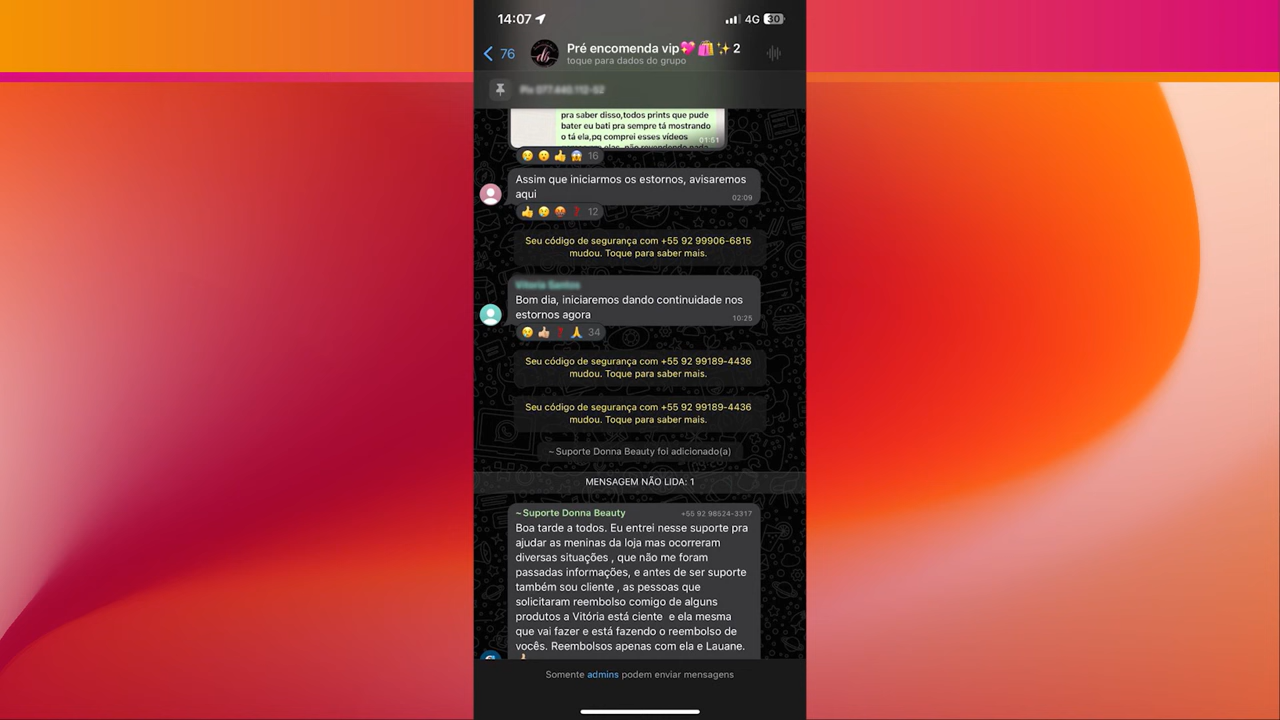 14:07
4G
30
76
Pré encomenda vip💖🛍️✨2
toque para dados do grupo
pra saber disso,todos prints que pude
bater eu bati pra sempre tá mostrando
o tá ela,pq comprei esses vídeos
01:51
16
Assim que iniciarmos os estornos, avisaremos
aqui
02:09
12
Seu código de segurança com +55 92 99906-6815
mudou. Toque para saber mais.
Vitoria Santos
Bom dia, iniciaremos dando continuidade nos
estornos agora
10:25
34
Seu código de segurança com +55 92 99189-4436
mudou. Toque para saber mais.
Seu código de segurança com +55 92 99189-4436
mudou. Toque para saber mais.
~Suporte Donna Beauty foi adicionado(a)
MENSAGEM NÃO LIDA: 1
~Suporte Donna Beauty +55 92 98524-3317
Boa tarde a todos. Eu entrei nesse suporte pra
ajudar as meninas da loja mas ocorreram
diversas situações , que não me foram
passadas informações, e antes de ser suporte
também sou cliente , as pessoas que
solicitaram reembolso comigo de alguns
produtos a Vitória está ciente  e ela mesma
que vai fazer e está fazendo o reembolso de
vocês. Reembolsos apenas com ela e Lauane.
Somente admins podem enviar mensagens